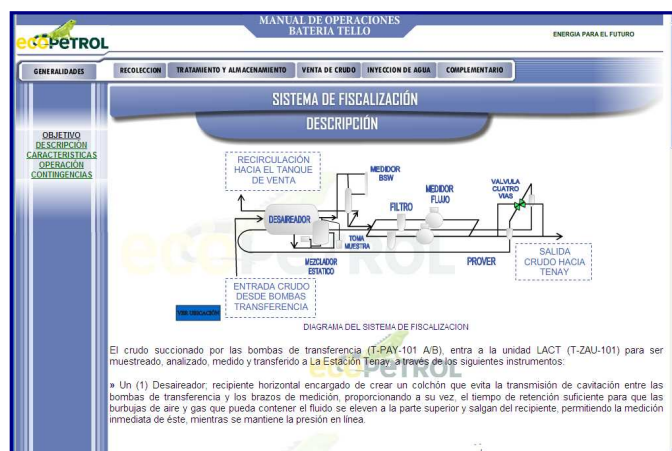 MANUAL DE OPERACIONES
BATERIA TELLO
ecoPETROL
ENERGIA PARA EL FUTURO
GENERALIDADES
RECOLECCION
TRATAMIENTO Y ALMACENAMIENTO
VENTA DE CRUDO
INYECCION DE AGUA
COMPLEMENTARIO
SISTEMA DE FISCALIZACIÓN
DESCRIPCIÓN
OBJETIVO
DESCRIPCIÓN
CARACTERISTICAS
OPERACIÓN
CONTINGENCIAS
RECIRCULACIÓN
HACIA EL TANQUE
DE VENTA
MEDIDOR
BSW
MEDIDOR
FLUJO
VALVULA
CUATRO
VIAS
FILTRO
DESAIREADOR
TOMA
MUESTRA
MEZCLADOR
ESTATICO
PROVER
SALIDA
CRUDO HACIA
TENAY
ENTRADA CRUDO
DESDE BOMBAS
TRANSFERENCIA
VER UBICACIÓN
ecoPETROL
DIAGRAMA DEL SISTEMA DE FISCALIZACION
El crudo succionado por las bombas de transferencia (T-PAY-101 A/B), entra a la unidad LACT (T-ZAU-101) para ser
muestreado, analizado, medido y transferido a La Estación Tenay, a través de los siguientes instrumentos:
ecoPETROL
» Un (1) Desaireador; recipiente horizontal encargado de crear un colchón que evita la transmisión de cavitación entre las
bombas de transferencia y los brazos de medición, proporcionando a su vez, el tiempo de retención suficiente para que las
burbujas de aire y gas que pueda contener el fluido se eleven a la parte superior y salgan del recipiente, permitiendo la medición
inmediata de éste, mientras se mantiene la presión en línea.